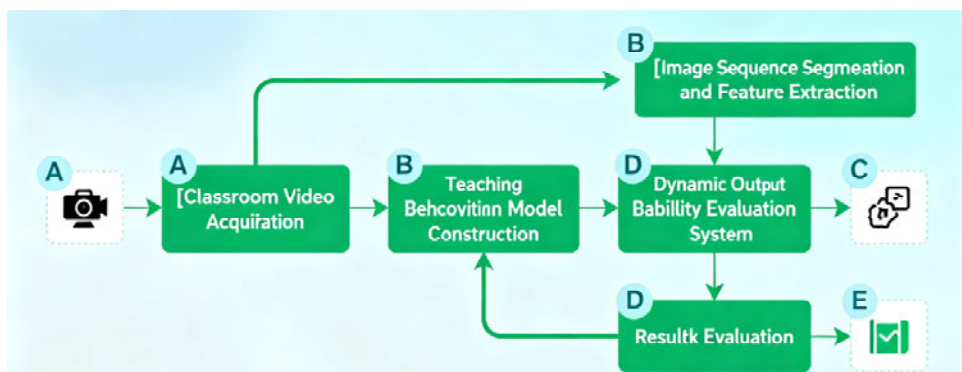 B
[Image Sequence Segmeation
and Feature Extraction
A
A
[Classroom Video
Acquifation
B
Teaching
Behcovitinn Model
Construction
D
Dynamic Output
Babillity Evaluation
System
C
D
Resultk Evaluation
E